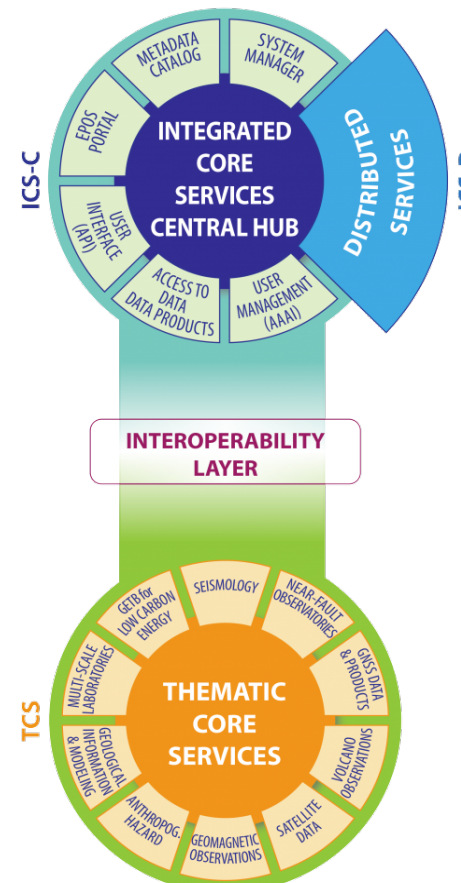 METADATA
CATALOG
SYSTEM
MANAGER
EPOS
PORTAL
ICS-C
INTEGRATED
CORE
SERVICES
CENTRAL HUB
DISTRIBUTED
SERVICES
USER
INTERFACE
(API)
ACCESS TO
DATA
DATA PRODUCTS
USER
MANAGEMENT
(AAAI)
INTEROPERABILITY
LAYER
SEISMOLOGY
GETB for
LOW CARBON
ENERGY
NEAR-FAULT
OBSERVATORIES
MULTI-SCALE
LABORATORIES
GNSS DATA
& PRODUCTS
TCS
THEMATIC
CORE
SERVICES
GEOLOGICAL
INFORMATION
& MODELING
VOLCANO
OBSERVATIONS
ANTHROPOG.
HAZARD
SATELLITE
DATA
GEOMAGNETIC
OBSERVATIONS